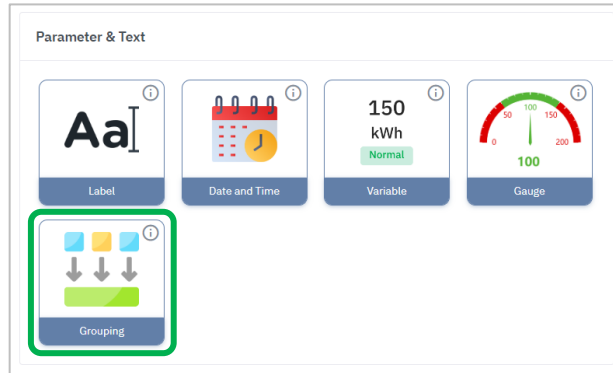 Parameter & Text
Aa
Label
Date and Time
150
kWh
Normal
Variable
0
50
100
150
200
100
Gauge
Grouping